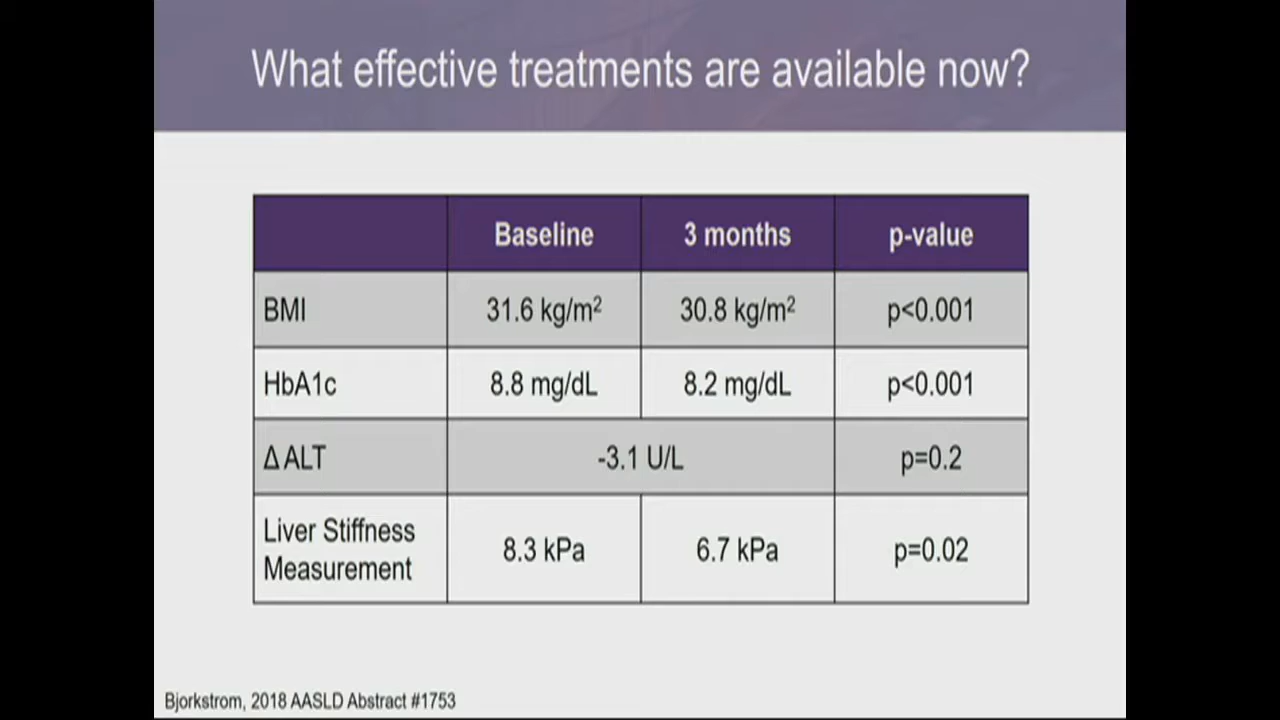 What effective treatments are available now?
Baseline 3 months p-value
BMI 31.6 kg/m² 30.8 kg/m² p<0.001
HbA1c 8.8 mg/dL 8.2 mg/dL p<0.001
Δ ALT -3.1 U/L p=0.2
Liver Stiffness
Measurement 8.3 kPa 6.7 kPa p=0.02
Bjorkstrom, 2018 AASLD Abstract #1753